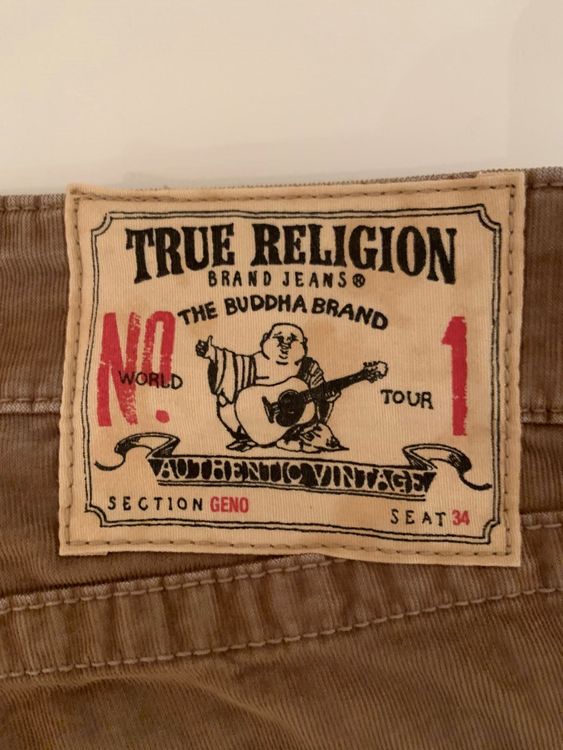 TRUE RELIGION
BRAND JEANS®
THE BUDDHA BRAND
NO. 1
WORLD TOUR
AUTHENTIC VINTAGE
SECTION GENO
SEAT 34